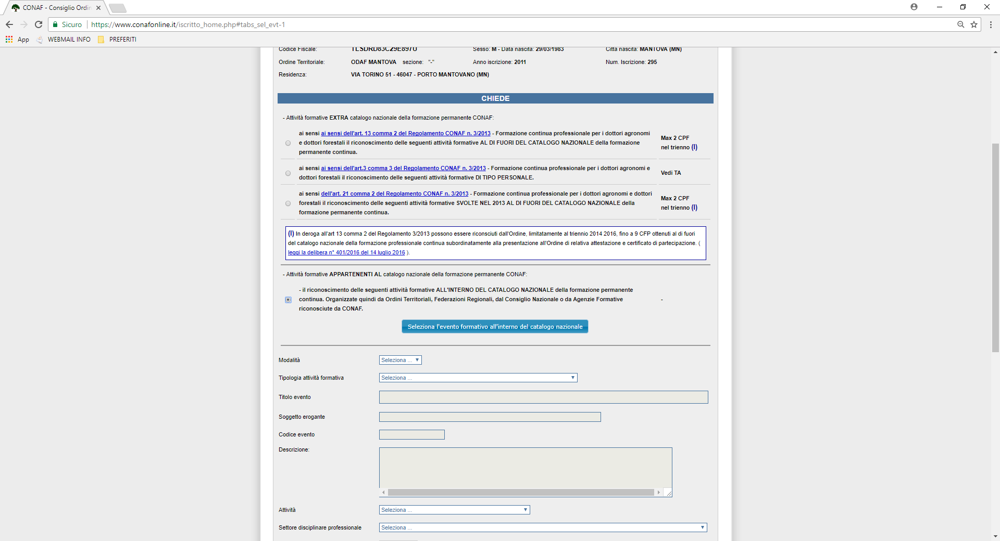 CONAF - Consiglio Ordin
Sicuro
https://www.conafonline.it/iscritto_home.php#tabs_sel_evt-1
App WEBMAIL INFO PREFERITI
Codice Fiscale: TLSDRD83C29E897U Sesso: M - Data nascita: 29/03/1983 Città nascita: MANTOVA (MN)
Ordine Territoriale: ODAF MANTOVA sezione: "-" Anno iscrizione: 2011 Num. Iscrizione: 295
Residenza: VIA TORINO 51 - 46047 - PORTO MANTOVANO (MN)
CHIEDE
- Attività formative EXTRA catalogo nazionale della formazione permanente CONAF:
ai sensi ai sensi dell'art. 13 comma 2 del Regolamento CONAF n. 3/2013 - Formazione continua professionale per i dottori agronomi
e dottori forestali il riconoscimento delle seguenti attività formative AL DI FUORI DEL CATALOGO NAZIONALE della formazione
permanente continua.
Max 2 CPF
nel trienno (I)
ai sensi ai sensi dell'art.3 comma 3 del Regolamento CONAF n. 3/2013 - Formazione continua professionale per i dottori agronomi e
dottori forestali il riconoscimento delle seguenti attività formative DI TIPO PERSONALE.
Vedi TA
ai sensi dell'art. 21 comma 2 del Regolamento CONAF n. 3/2013 - Formazione continua professionale per i dottori agronomi e dottori
forestali il riconoscimento delle seguenti attività formative SVOLTE NEL 2013 AL DI FUORI DEL CATALOGO NAZIONALE della
formazione permanente continua.
Max 2 CPF
nel trienno (I)
(I) In deroga all'art 13 comma 2 del Regolamento 3/2013 possono essere riconsciuti dall'Ordine, limitatamente al triennio 2014 2016, fino a 9 CFP ottenuti al di fuori
del catalogo nazionale della formazione professionale continua subordinatamente alla presentazione all'Ordine di relativa attestazione e certificato di partecipazione. (
leggi la delibera n° 401/2016 del 14 luglio 2016 ).
- Attività formative APPARTENENTI AL catalogo nazionale della formazione permanente CONAF:
- il riconoscimento delle seguenti attività formative ALL'INTERNO DEL CATALOGO NAZIONALE della formazione permanente
continua. Organizzate quindi da Ordini Territoriali, Federazioni Regionali, dal Consiglio Nazionale o da Agenzie Formative
riconosciute da CONAF.
-
Seleziona l'evento formativo all'interno del catalogo nazionale
Modalità Seleziona ...
Tipologia attività formativa Seleziona ...
Titolo evento
Soggetto erogante
Codice evento
Descrizione:
Attività Seleziona ...
Settore disciplinare professionale Seleziona ...